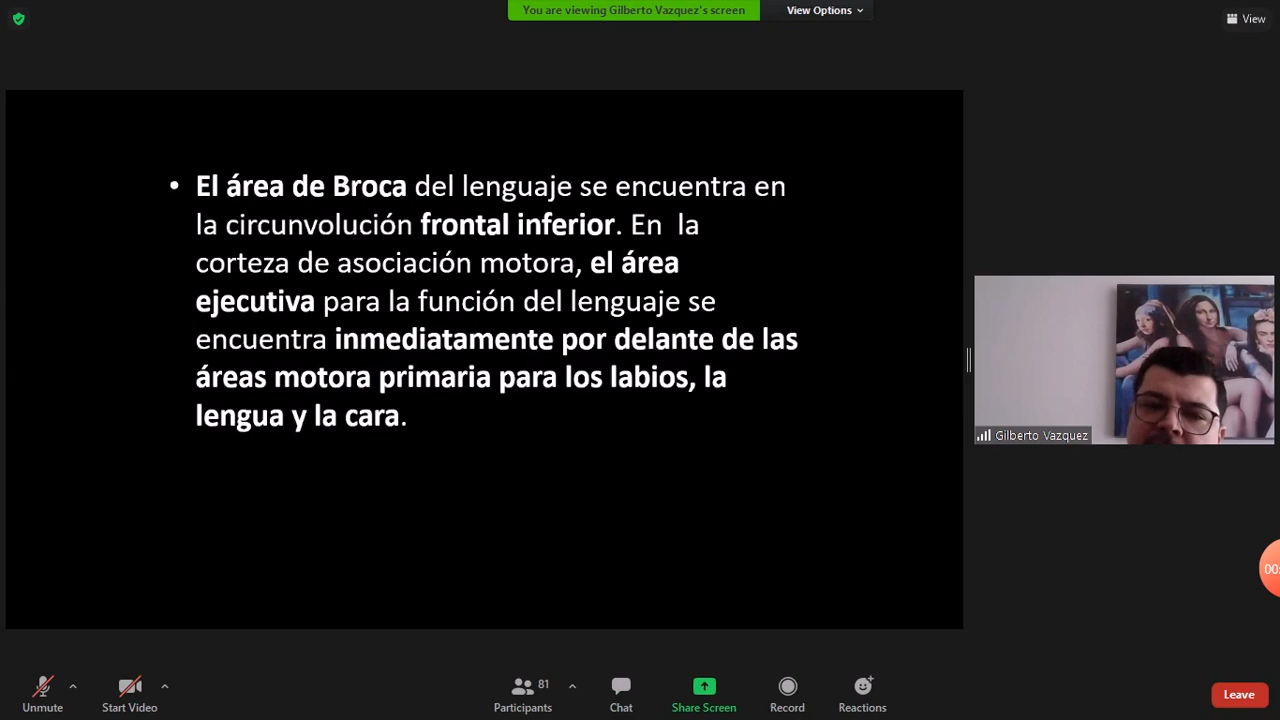 You are viewing Gilberto Vazquez's screen
View Options
View
• El área de Broca del lenguaje se encuentra en
la circunvolución frontal inferior. En la
corteza de asociación motora, el área
ejecutiva para la función del lenguaje se
encuentra inmediatamente por delante de las
áreas motora primaria para los labios, la
lengua y la cara.
Gilberto Vazquez
00:
Unmute
Start Video
81
Participants
Chat
Share Screen
Record
Reactions
Leave